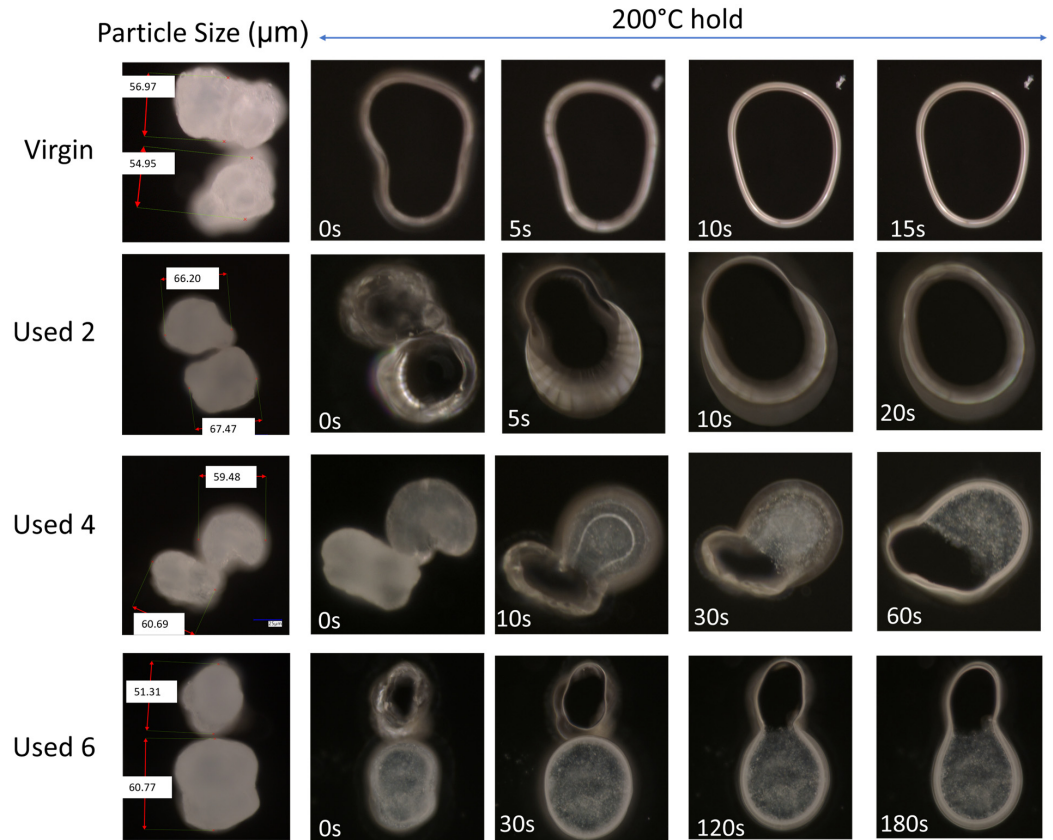 Particle Size (μm)
200°C hold
Virgin
56.97
54.95
0s
5s
10s
15s
Used 2
66.20
67.47
0s
5s
10s
20s
Used 4
59.48
60.69
25μm
0s
10s
30s
60s
Used 6
51.31
60.77
0s
30s
120s
180s